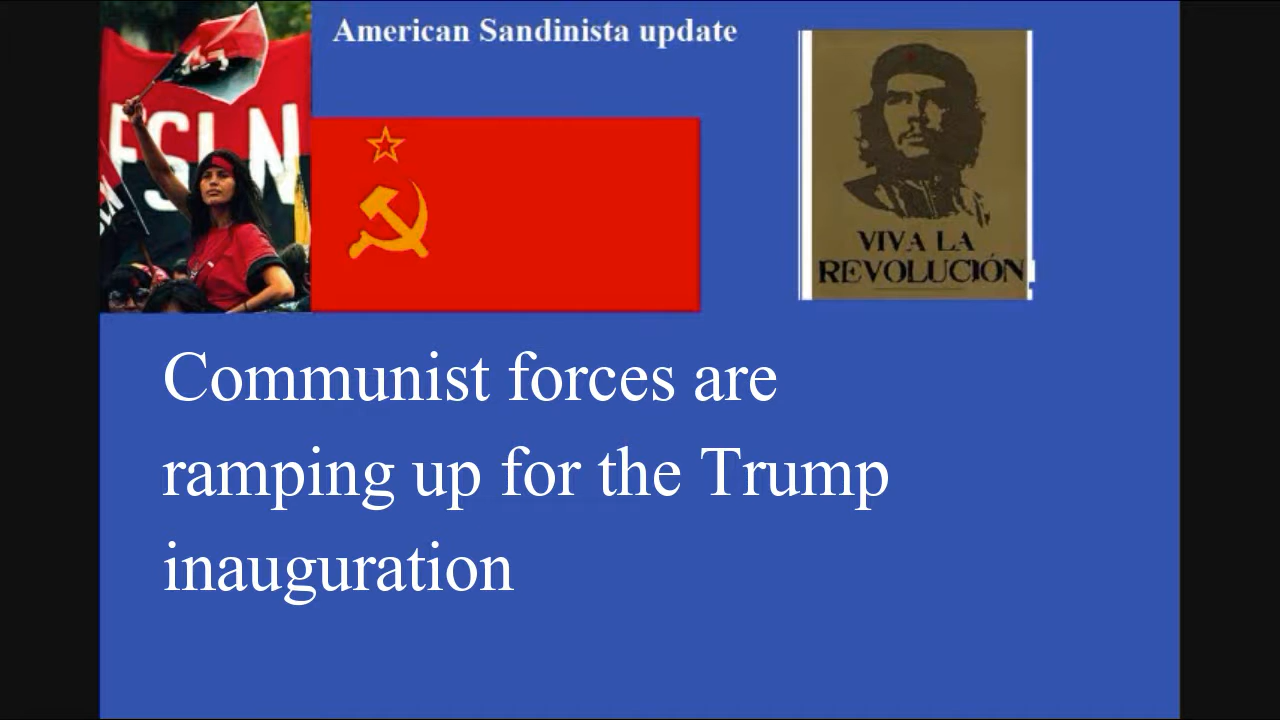 American Sandinista update
FSLN
VIVA LA
REVOLUCIÓN
Communist forces are
ramping up for the Trump
inauguration